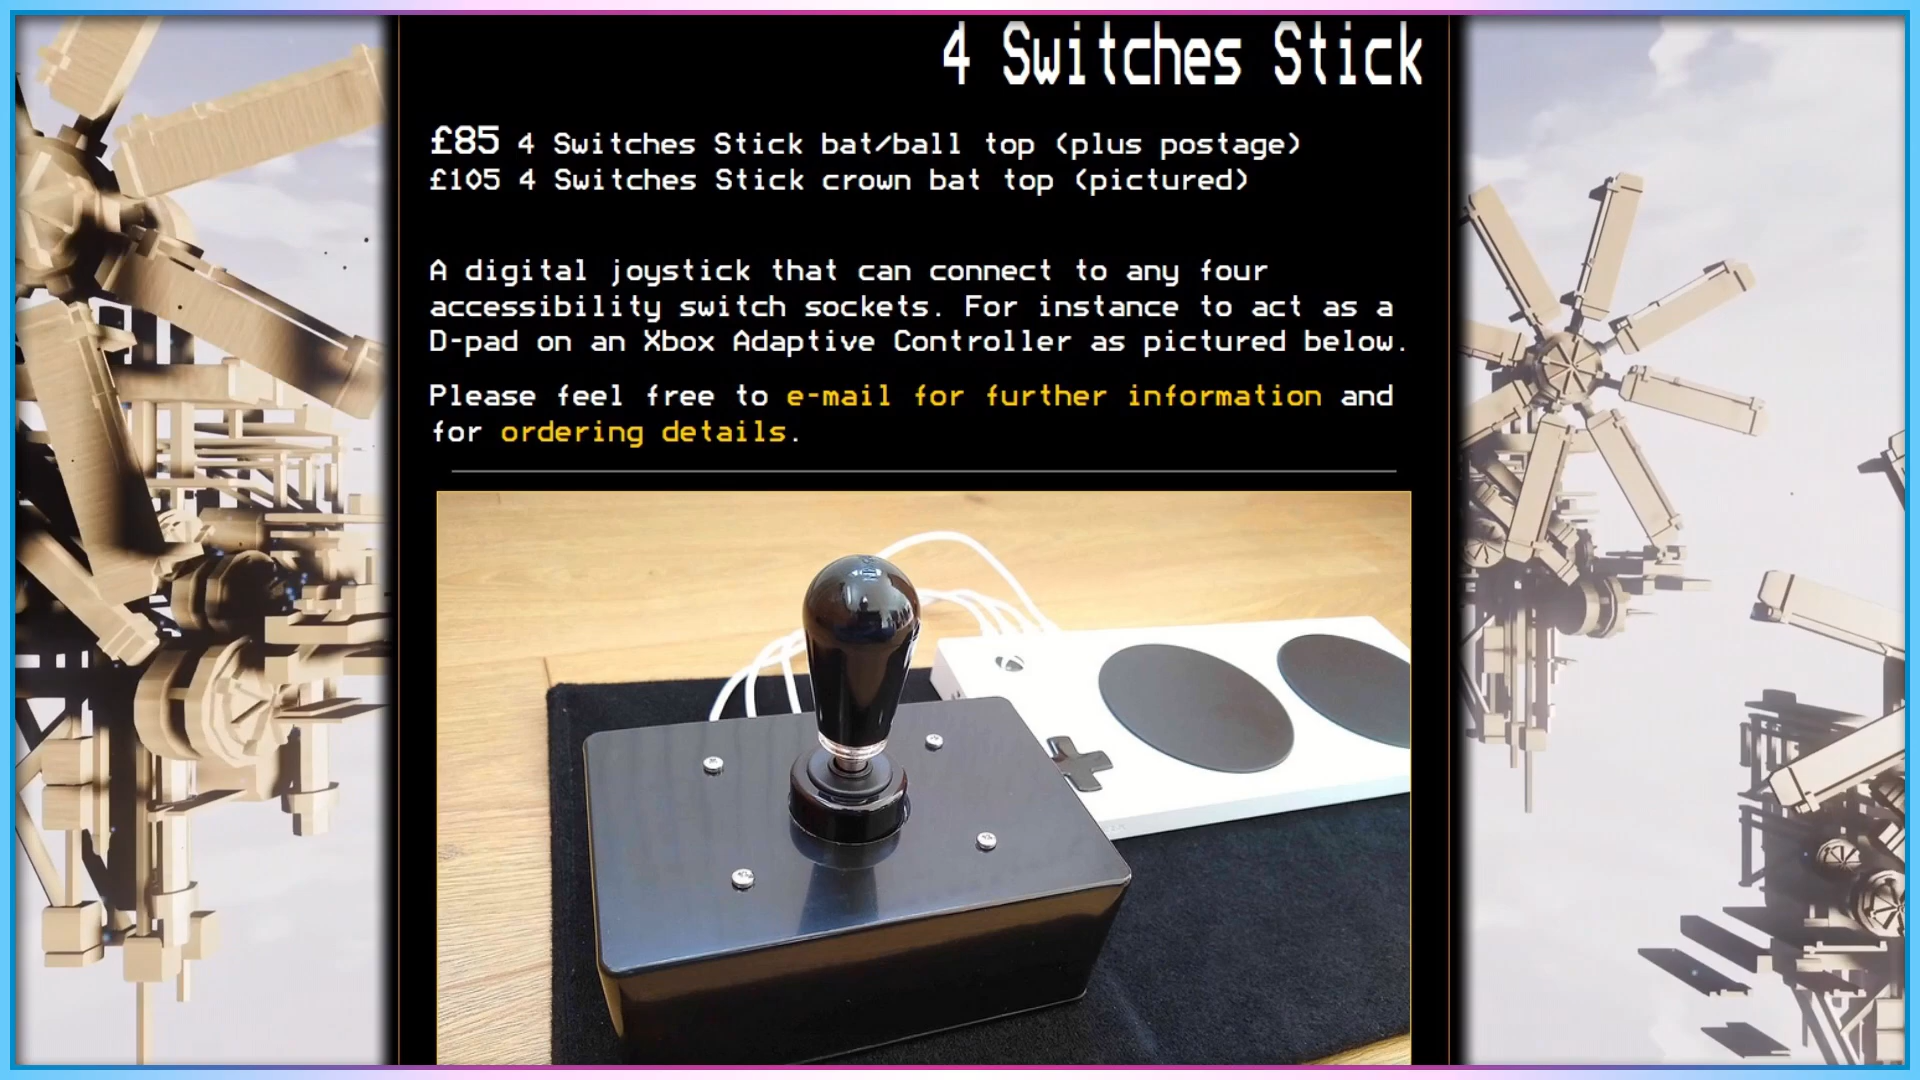 4 Switches Stick
£85 4 Switches Stick bat/ball top (plus postage)
£105 4 Switches Stick crown bat top (pictured)
A digital joystick that can connect to any four
accessibility switch sockets. For instance to act as a
D-pad on an Xbox Adaptive Controller as pictured below.
Please feel free to e-mail for further information and
for ordering details.